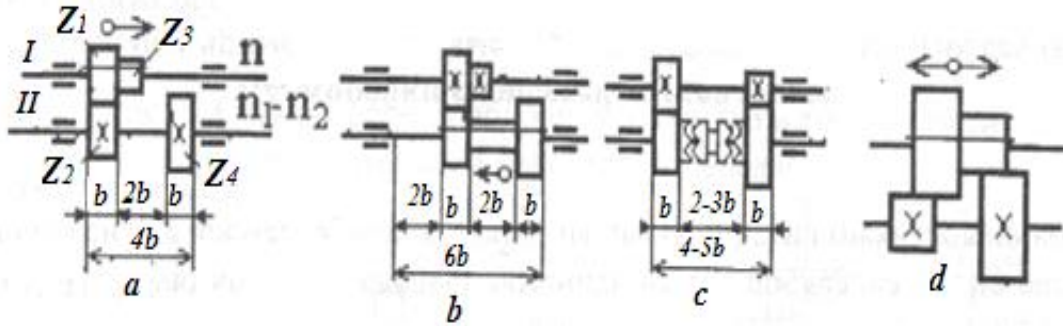 Z1 Z3
I n
II n1-n2
Z2 Z4
b 2b b
4b
a
2b b 2b b
6b
b
b 2-3b b
4-5b
c
d